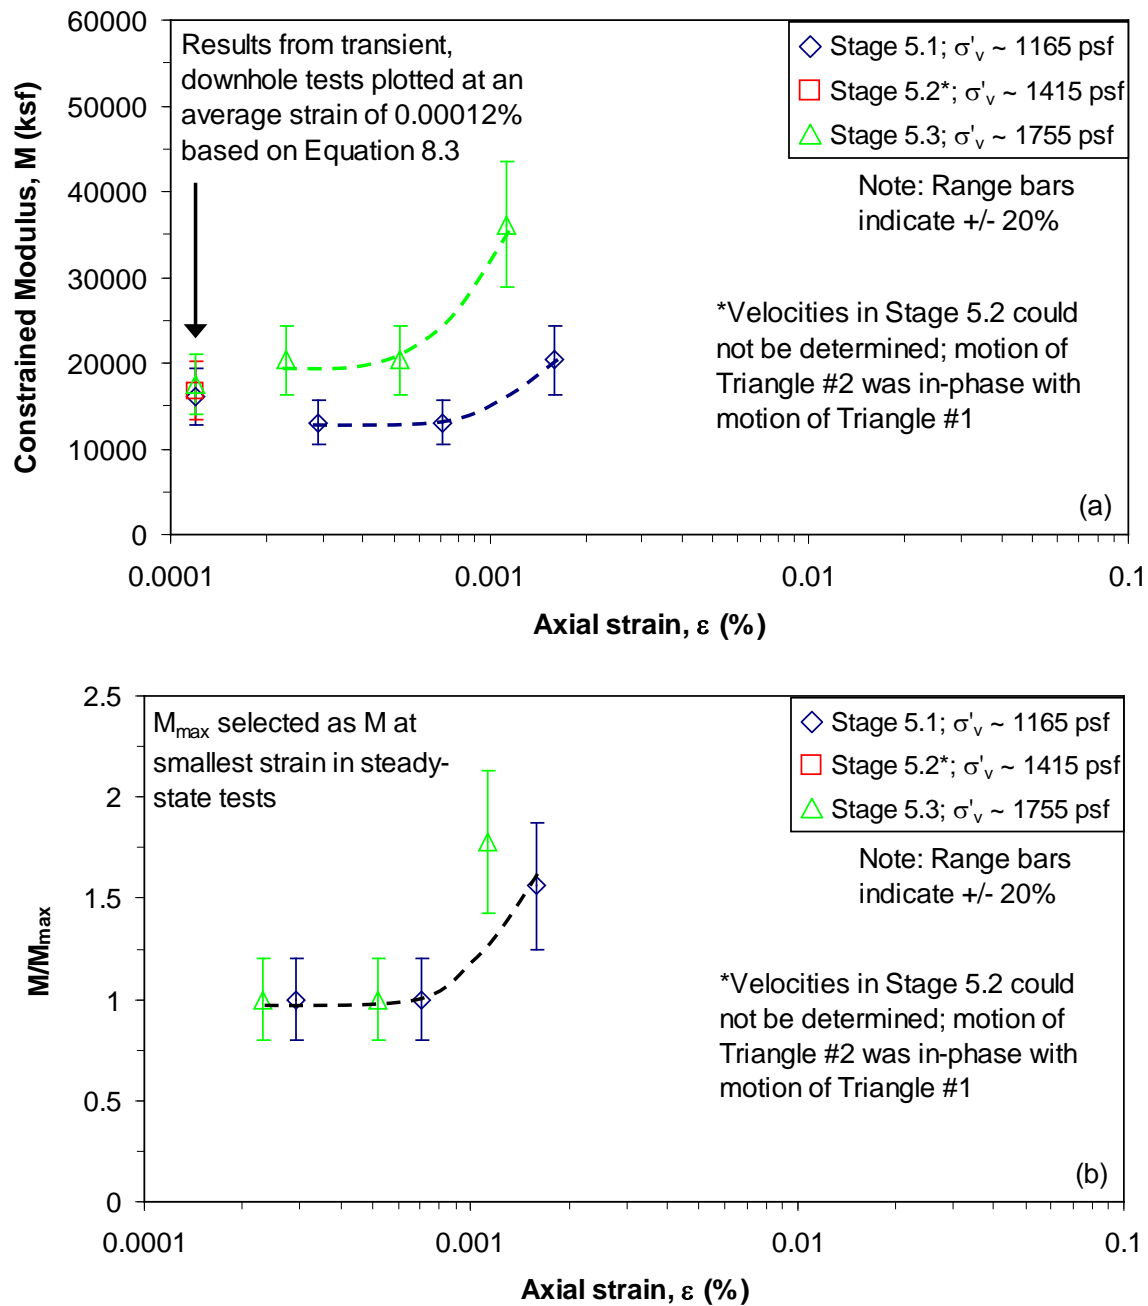 60000
50000
40000
30000
20000
10000
0
Constrained Modulus, M (ksf)
Results from transient,
downhole tests plotted at an
average strain of 0.00012%
based on Equation 8.3
Stage 5.1; σ'v ~ 1165 psf
Stage 5.2*; σ'v ~ 1415 psf
Stage 5.3; σ'v ~ 1755 psf
Note: Range bars
indicate +/- 20%
*Velocities in Stage 5.2 could
not be determined; motion of
Triangle #2 was in-phase with
motion of Triangle #1
(a)
0.0001 0.001 0.01 0.1
Axial strain, ε (%)
2.5
2
1.5
1
0.5
0
M/Mmax
Mmax selected as M at
smallest strain in steady-
state tests
Stage 5.1; σ'v ~ 1165 psf
Stage 5.2*; σ'v ~ 1415 psf
Stage 5.3; σ'v ~ 1755 psf
Note: Range bars
indicate +/- 20%
*Velocities in Stage 5.2 could
not be determined; motion of
Triangle #2 was in-phase with
motion of Triangle #1
(b)
0.0001 0.001 0.01 0.1
Axial strain, ε (%)